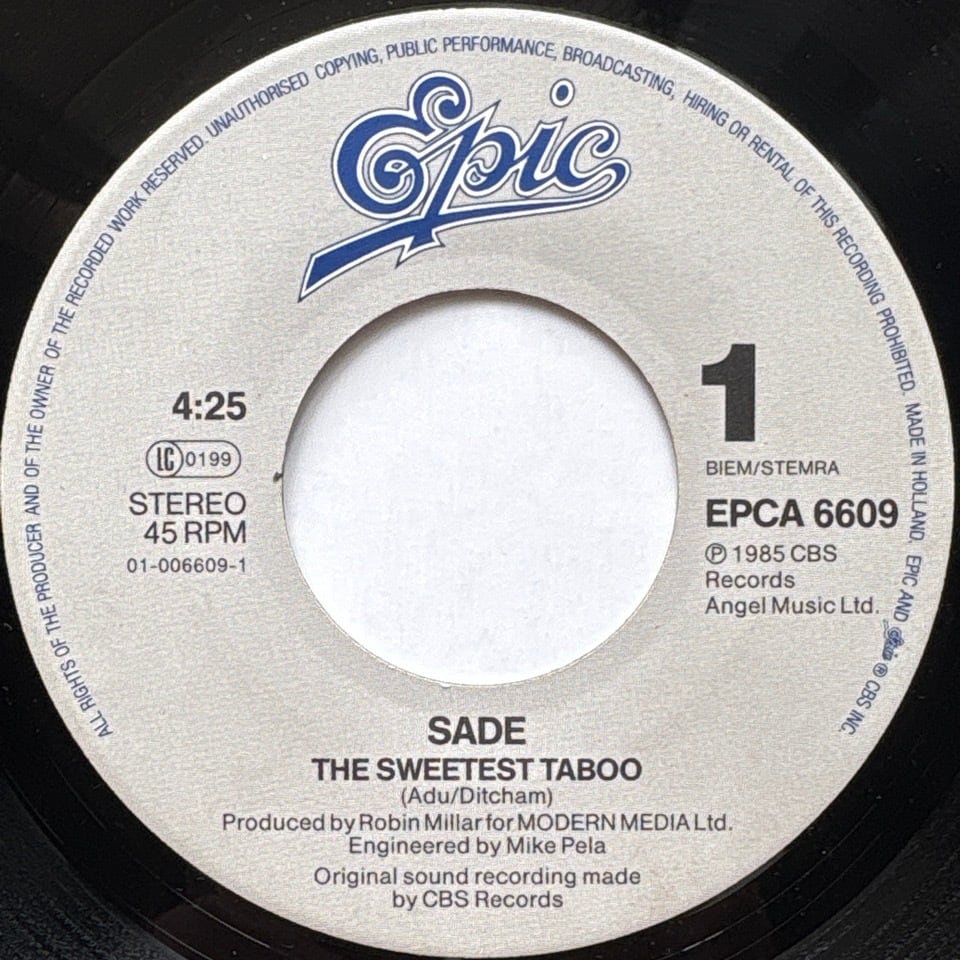 ALL RIGHTS OF THE PRODUCER AND OF THE OWNER OF THE RECORDED WORK RESERVED. UNAUTHORISED COPYING, PUBLIC PERFORMANCE, BROADCASTING, HIRING OR RENTAL OF THIS RECORDING PROHIBITED. MADE IN HOLLAND. EPIC AND Epic ® CBS INC.
Epic
4:25
LC 0199
STEREO
45 RPM
01-006609-1
1
BIEM/STEMRA
EPCA 6609
℗ 1985 CBS
Records
Angel Music Ltd.
SADE
THE SWEETEST TABOO
(Adu/Ditcham)
Produced by Robin Millar for MODERN MEDIA Ltd.
Engineered by Mike Pela
Original sound recording made
by CBS Records